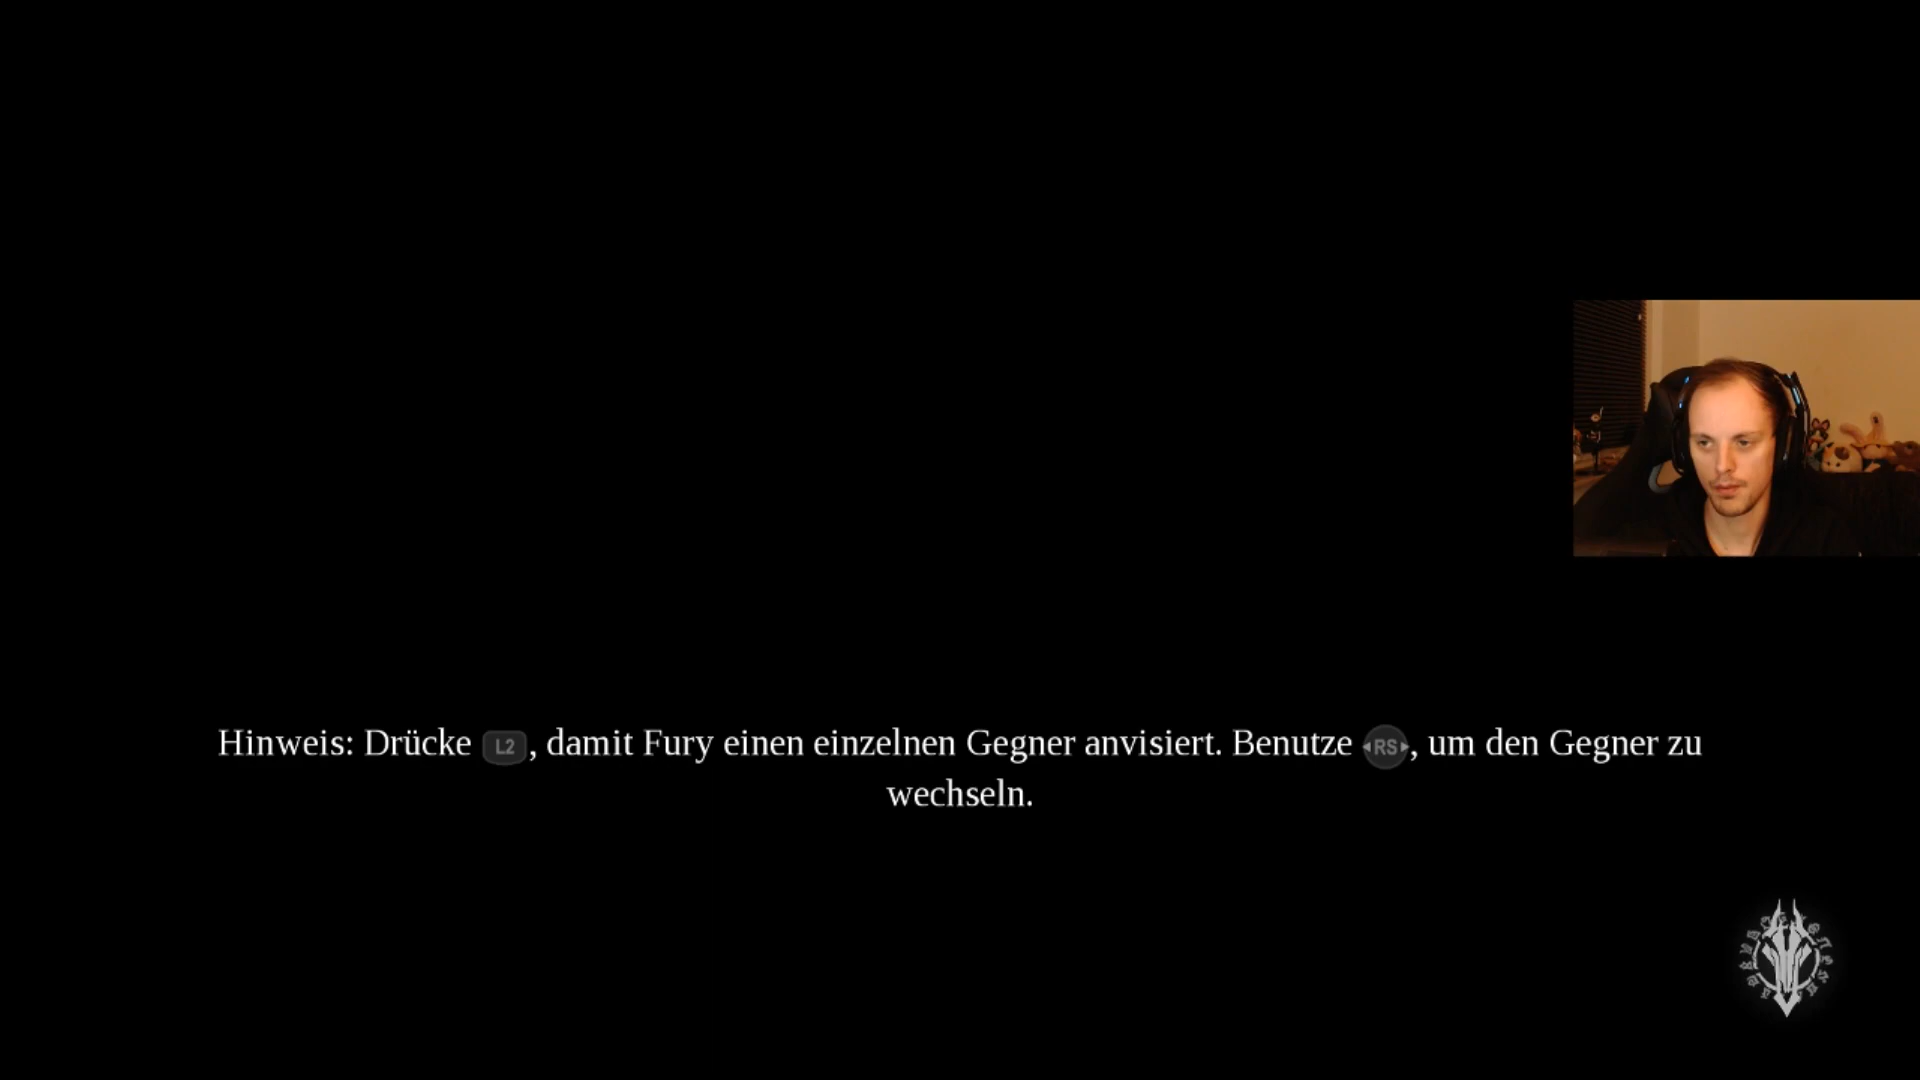 Hinweis: Drücke L2, damit Fury einen einzelnen Gegner anvisiert. Benutze RS, um den Gegner zu
wechseln.